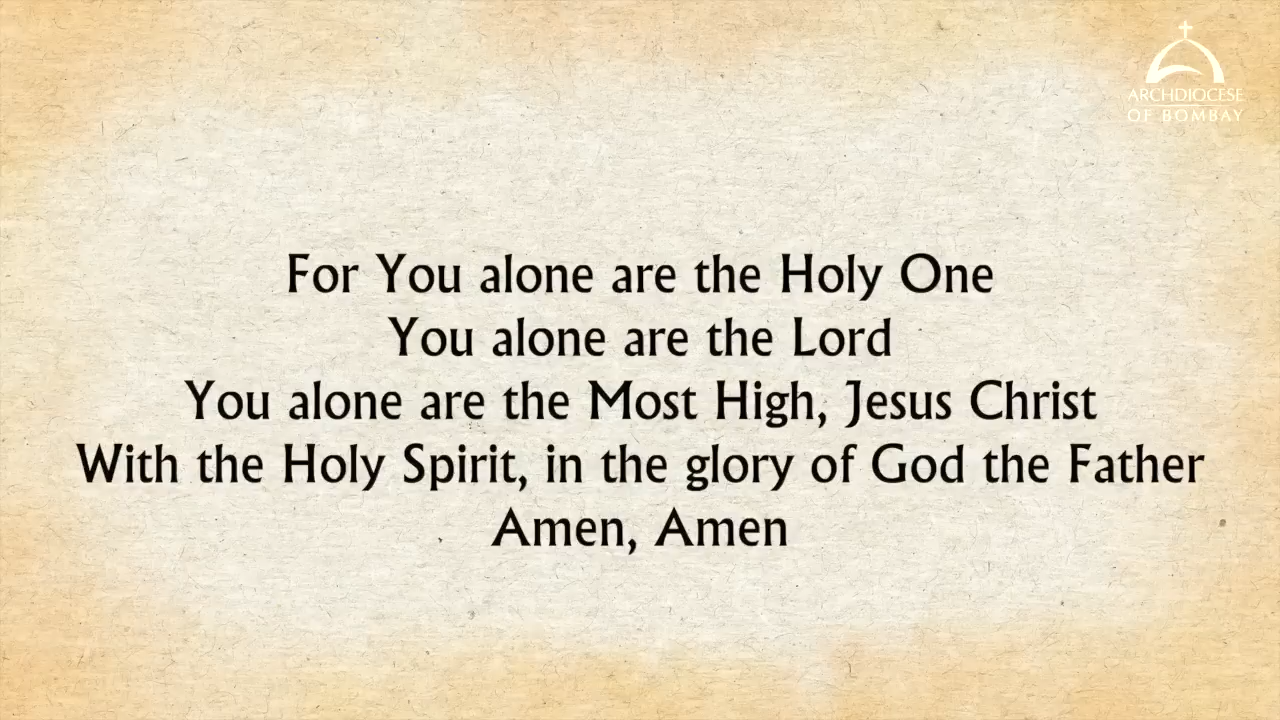 ARCHDIOCESE
OF BOMBAY
For You alone are the Holy One
You alone are the Lord
You alone are the Most High, Jesus Christ
With the Holy Spirit, in the glory of God the Father
Amen, Amen